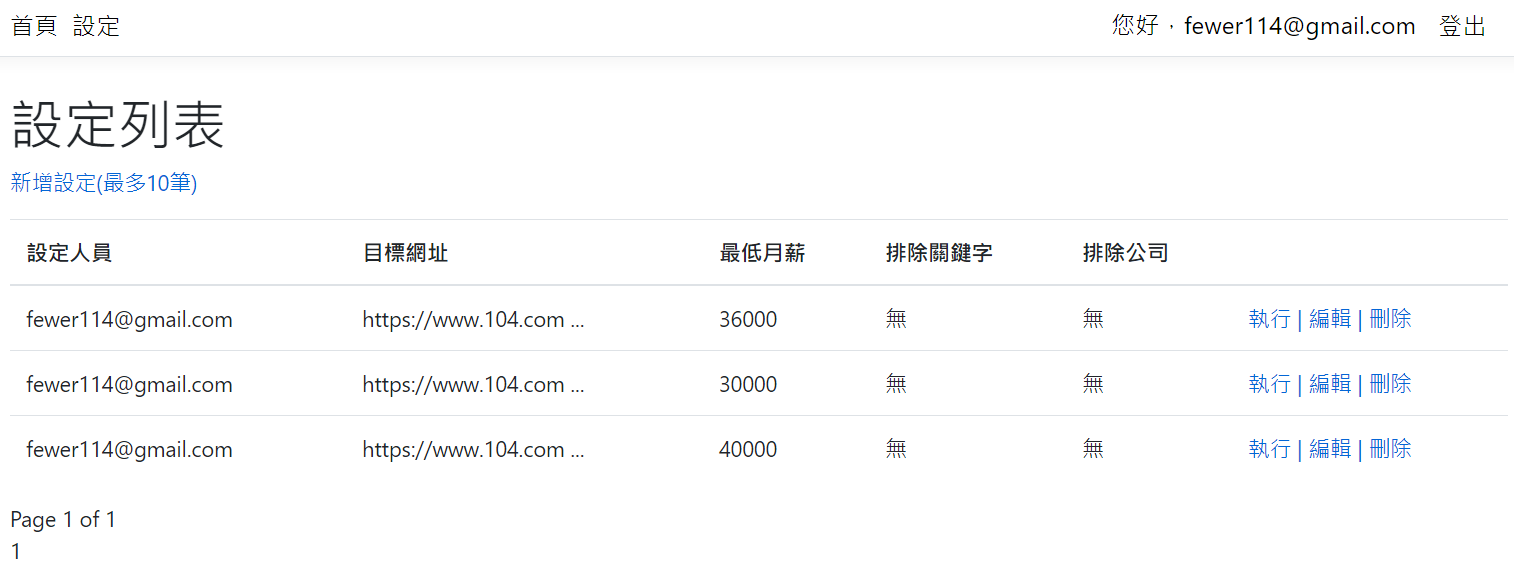 首頁 設定 您好，fewer114@gmail.com 登出
設定列表
新增設定(最多10筆)
設定人員 目標網址 最低月薪 排除關鍵字 排除公司
fewer114@gmail.com https://www.104.com ... 36000 無 無 執行 | 編輯 | 刪除
fewer114@gmail.com https://www.104.com ... 30000 無 無 執行 | 編輯 | 刪除
fewer114@gmail.com https://www.104.com ... 40000 無 無 執行 | 編輯 | 刪除
Page 1 of 1
1